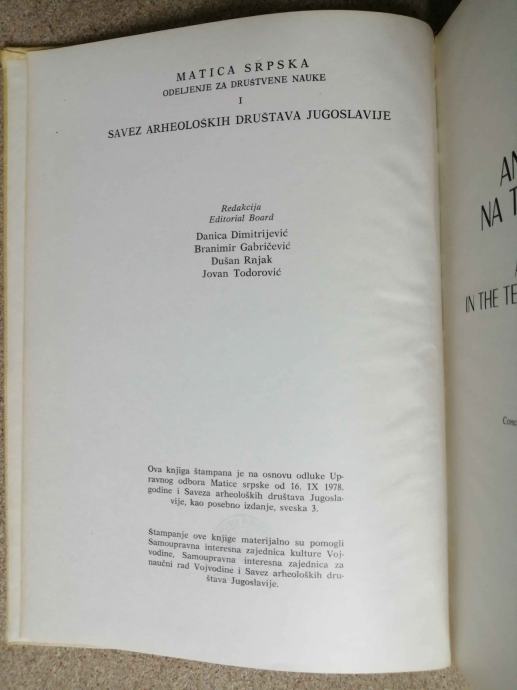 MATICA SRPSKA
ODELJENJE ZA DRUŠTVENE NAUKE
I
SAVEZ ARHEOLOŠKIH DRUŠTAVA JUGOSLAVIJE
Redakcija
Editorial Board
Danica Dimitrijević
Branimir Gabričević
Dušan Rnjak
Jovan Todorović
Ova knjiga štampana je na osnovu odluke Up-
ravnog odbora Matice srpske od 16. IX 1978.
godine i Saveza arheoloških društava Jugosla-
vije, kao posebno izdanje, sveska 3.
Štampanje ove knjige materijalno su pomogli
Samoupravna interesna zajednica kulture Voj-
vodine, Samoupravna interesna zajednica za
naučni rad Vojvodine i Savez arheoloških dru-
štava Jugoslavije.
AN
NA T
IN THE TE